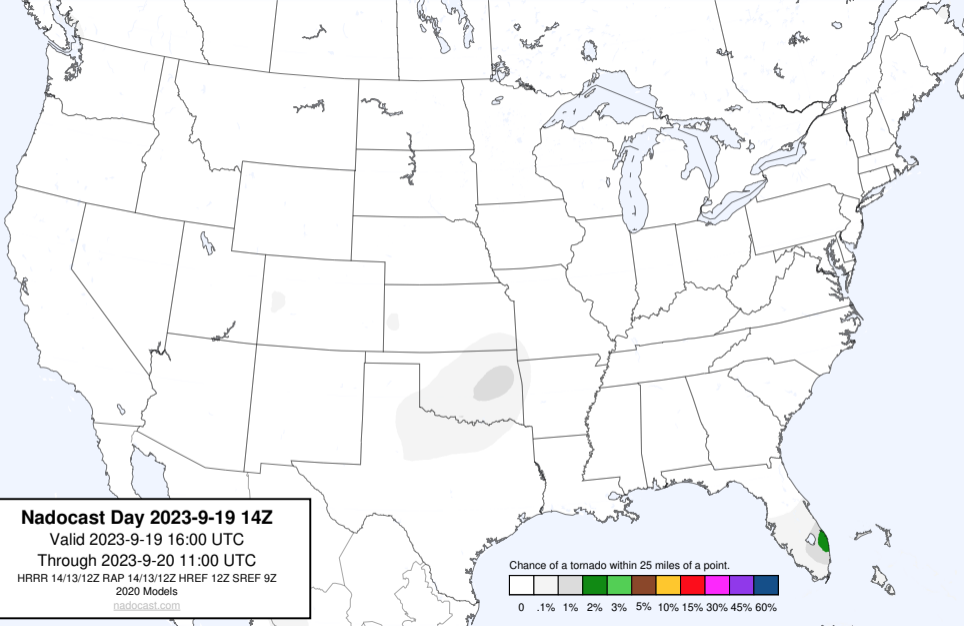 Nadocast Day 2023-9-19 14Z
Valid 2023-9-19 16:00 UTC
Through 2023-9-20 11:00 UTC
HRRR 14/13/12Z RAP 14/13/12Z HREF 12Z SREF 9Z
2020 Models
nadocast.com
Chance of a tornado within 25 miles of a point.
0 .1% 1% 2% 3% 5% 10% 15% 30% 45% 60%